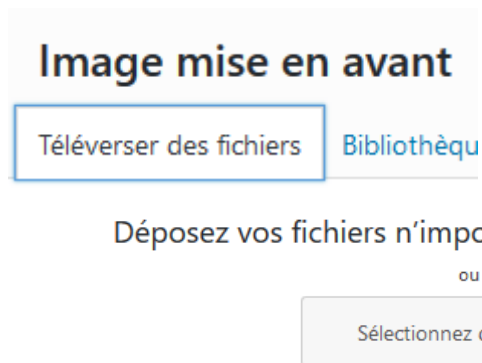 Image mise en avant
Téléverser des fichiers Bibliothèqu
Déposez vos fichiers n’impo
ou
Sélectionnez